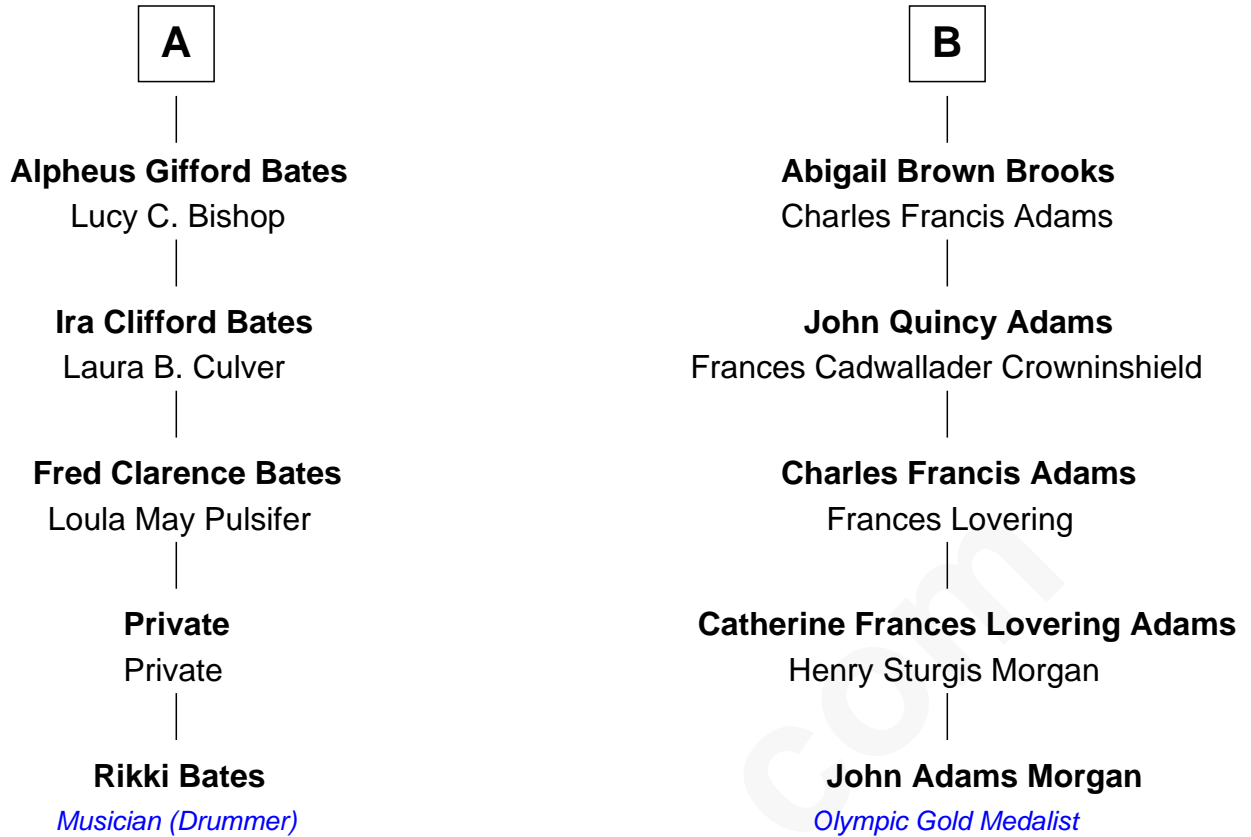 A
Alpheus Gifford Bates
Lucy C. Bishop
Ira Clifford Bates
Laura B. Culver
Fred Clarence Bates
Loula May Pulsifer
Private
Private
Rikki Bates
Musician (Drummer)
B
Abigail Brown Brooks
Charles Francis Adams
John Quincy Adams
Frances Cadwallader Crowninshield
Charles Francis Adams
Frances Lovering
Catherine Frances Lovering Adams
Henry Sturgis Morgan
John Adams Morgan
Olympic Gold Medalist
com